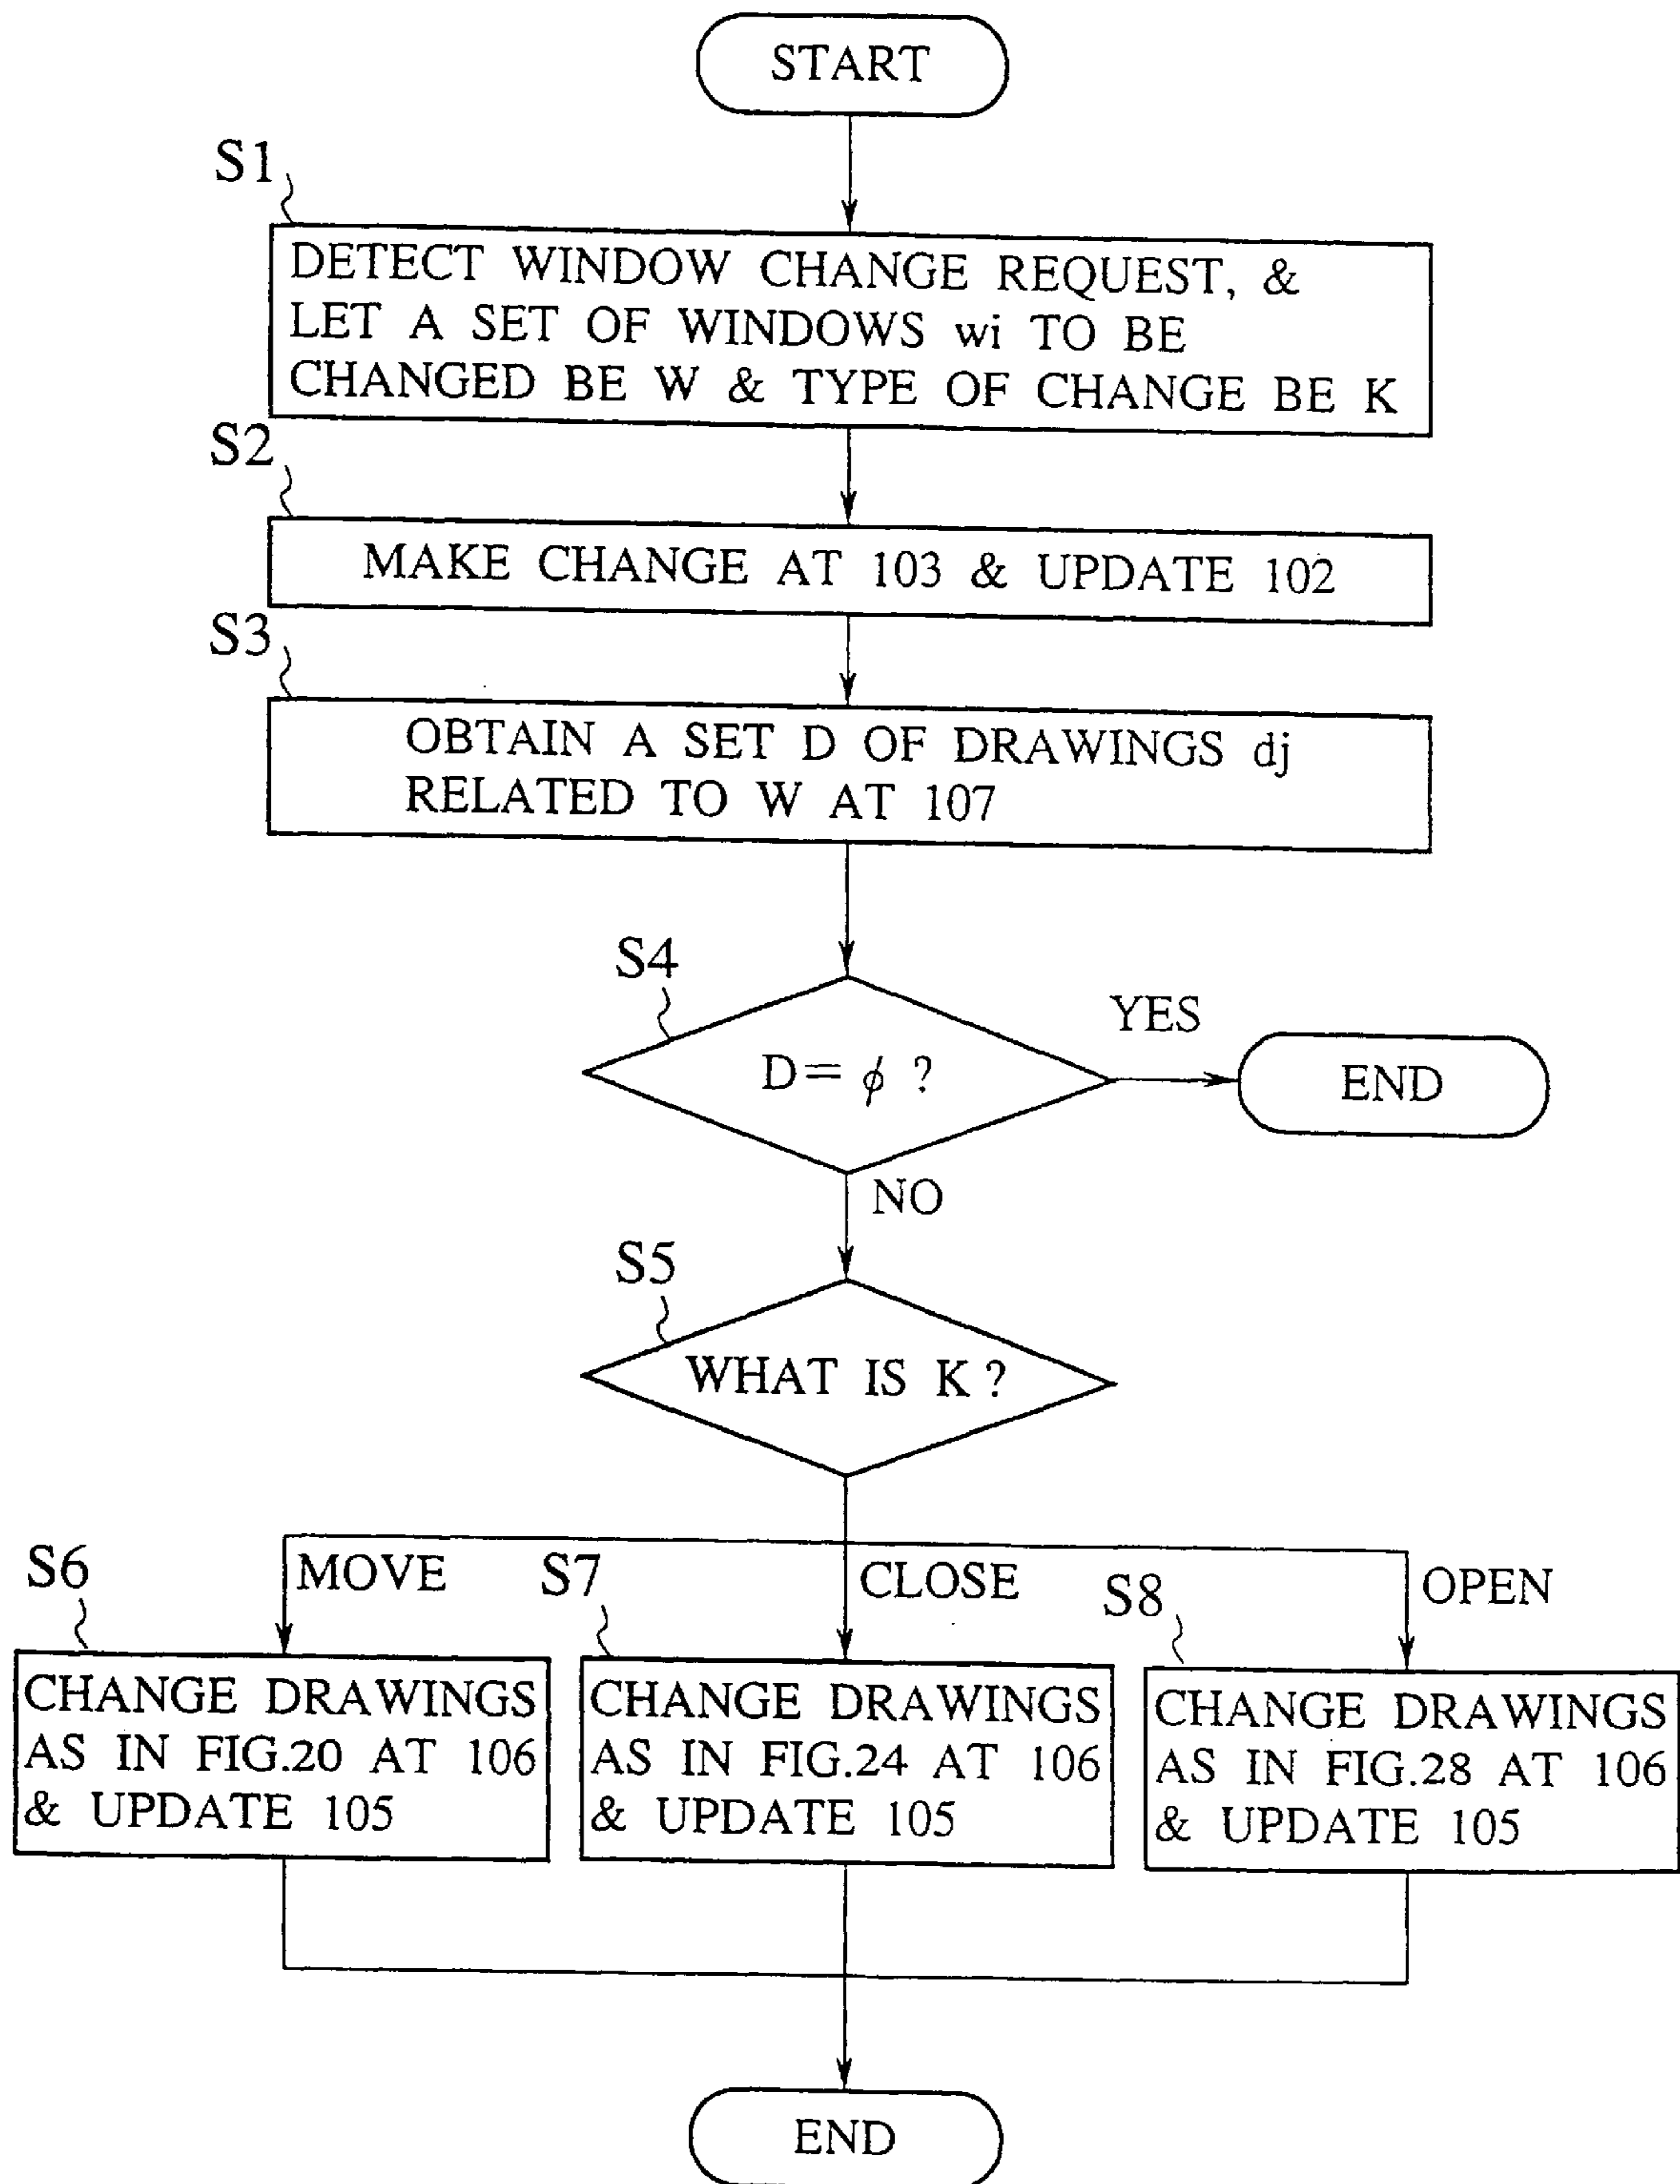 START
S1
DETECT WINDOW CHANGE REQUEST, &
LET A SET OF WINDOWS wi TO BE
CHANGED BE W & TYPE OF CHANGE BE K
S2
MAKE CHANGE AT 103 & UPDATE 102
S3
OBTAIN A SET D OF DRAWINGS dj
RELATED TO W AT 107
S4
D= ϕ ?
YES
END
NO
S5
WHAT IS K?
S6
MOVE
S7
CLOSE
S8
OPEN
CHANGE DRAWINGS
AS IN FIG.20 AT 106
& UPDATE 105
CHANGE DRAWINGS
AS IN FIG.24 AT 106
& UPDATE 105
CHANGE DRAWINGS
AS IN FIG.28 AT 106
& UPDATE 105
END